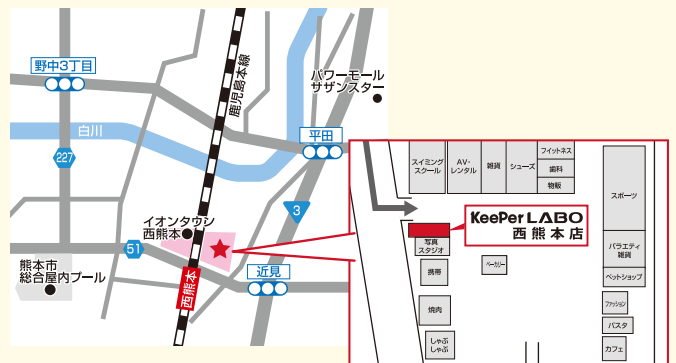 野中3丁目
鹿児島本線
パワーモール
サザンスター
白川
平田
227
3
イオンタウン
西熊本
51
近見
西熊本
熊本市
総合屋内プール
スイミング
スクール
AV・
レンタル
雑貨
シューズ
フィットネス
歯科
物販
スポーツ
KeePer LABO
西熊本店
写真
スタジオ
携帯
ベーカリー
バラエティ
雑貨
ペットショップ
焼肉
ファッション
パスタ
しゃぶ
しゃぶ
カフェ